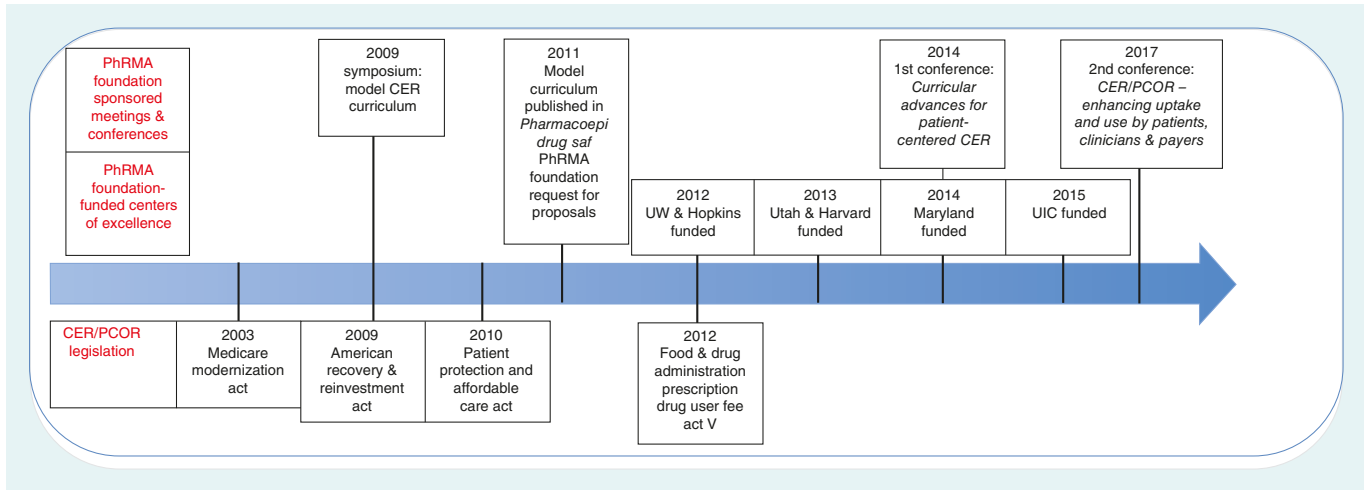 PhRMA
foundation
sponsored
meetings &
conferences
PhRMA
foundation-
funded centers
of excellence
2009
symposium:
model CER
curriculum
2011
Model
curriculum
published in
Pharmacoepi
drug saf
PhRMA
foundation
request for
proposals
2012
UW & Hopkins
funded
2013
Utah & Harvard
funded
2014
1st conference:
Curricular
advances for
patient-
centered CER
2014
Maryland
funded
2015
UIC funded
2017
2nd conference:
CER/PCOR –
enhancing uptake
and use by patients,
clinicians & payers
CER/PCOR
legislation
2003
Medicare
modernization
act
2009
American
recovery &
reinvestment
act
2010
Patient
protection and
affordable
care act
2012
Food & drug
administration
prescription
drug user fee
act V